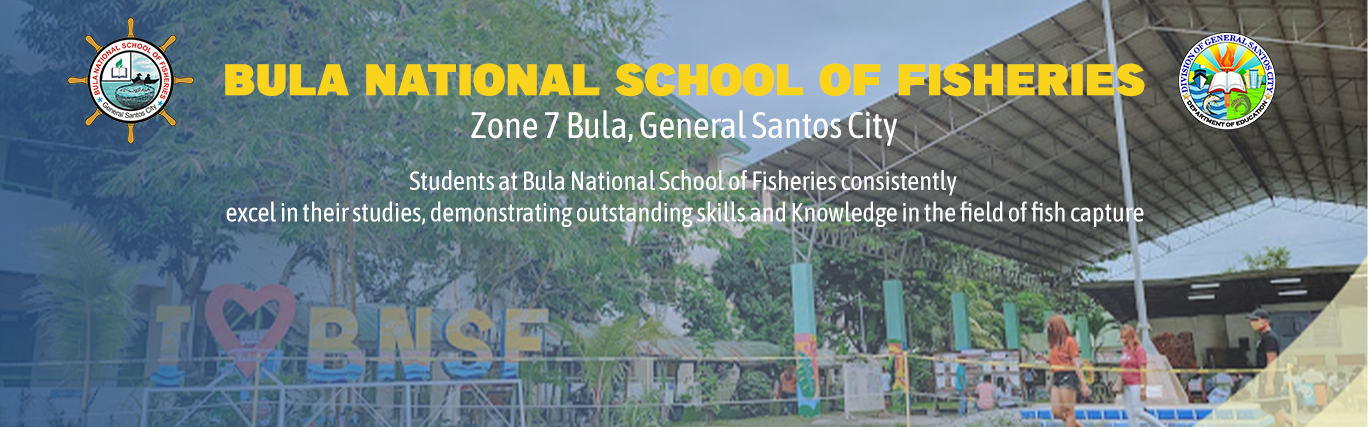 BULA NATIONAL SCHOOL OF FISHERIES
Zone 7 Bula, General Santos City
Students at Bula National School of Fisheries consistently
excel in their studies, demonstrating outstanding skills and Knowledge in the field of fish capture
BULA NATIONAL SCHOOL OF FISHERIES
General Santos City
DIVISION OF GENERAL SANTOS CITY
DEPARTMENT OF EDUCATION
I BNSF